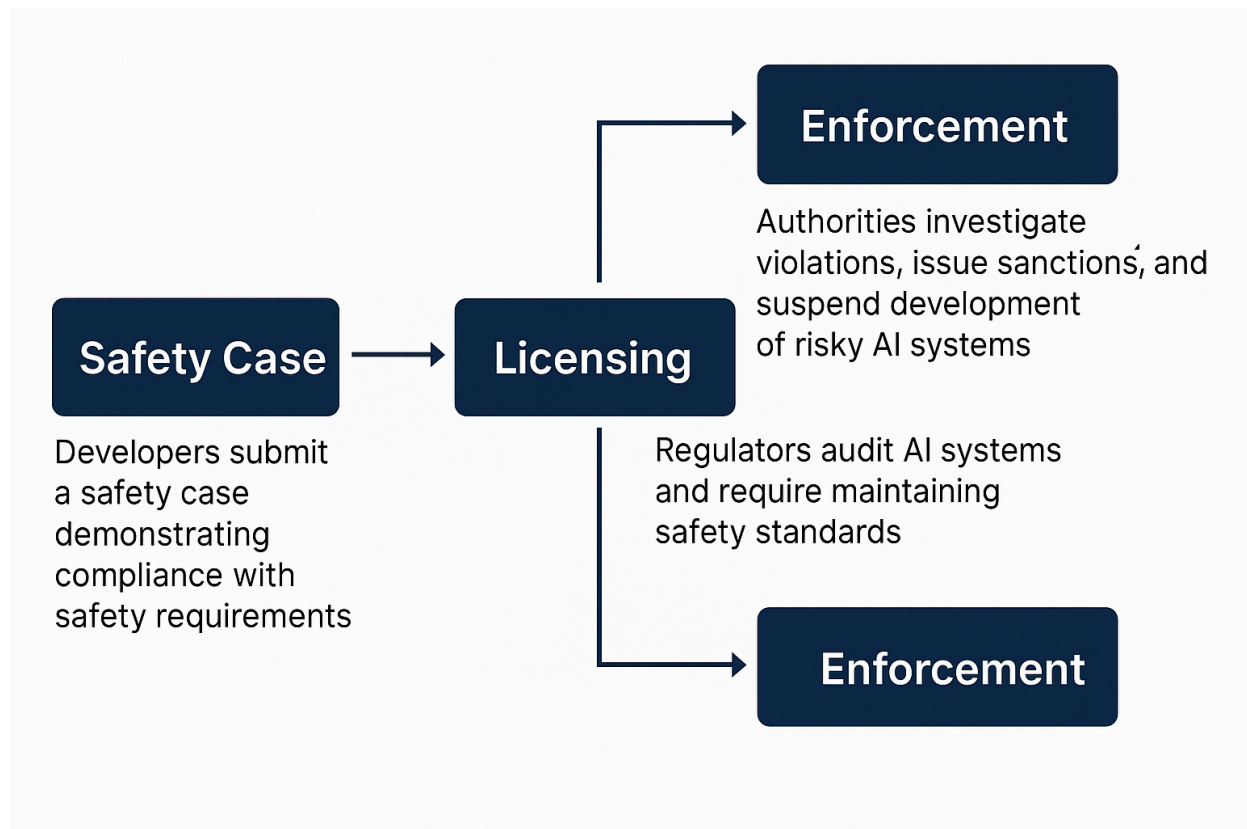 Enforcement
Authorities investigate
violations, issue sanctions, and
suspend development
of risky AI systems
Safety Case
Developers submit
a safety case
demonstrating
compliance with
safety requirements
Licensing
Regulators audit AI systems
and require maintaining
safety standards
Enforcement